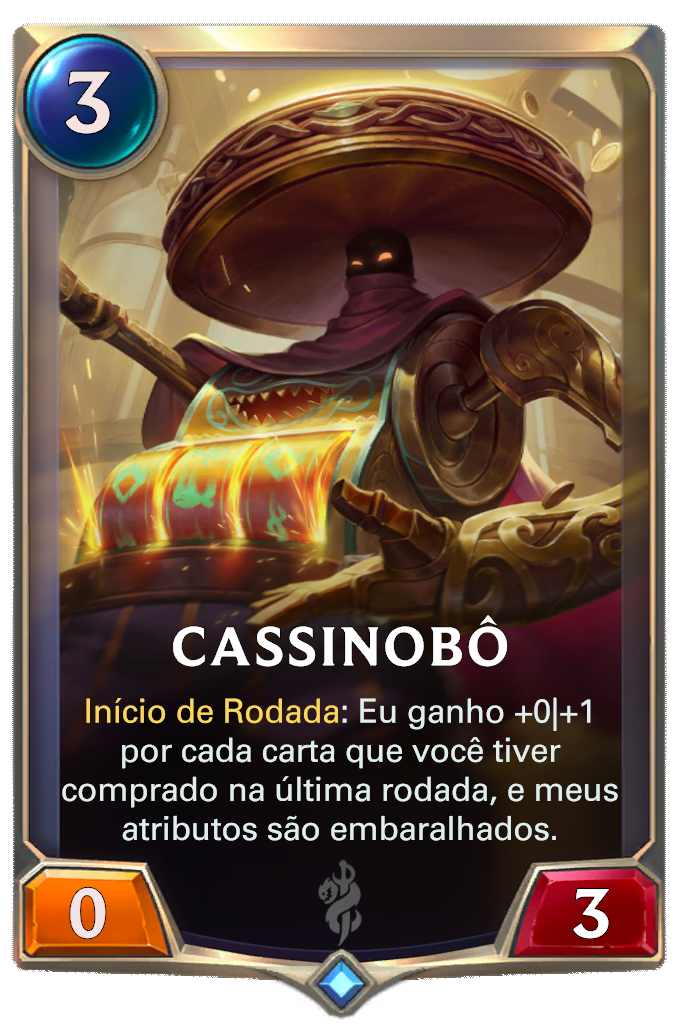 3
CASSINOBÔ
Início de Rodada: Eu ganho +0|+1
por cada carta que você tiver
comprado na última rodada, e meus
atributos são embaralhados.
0
3